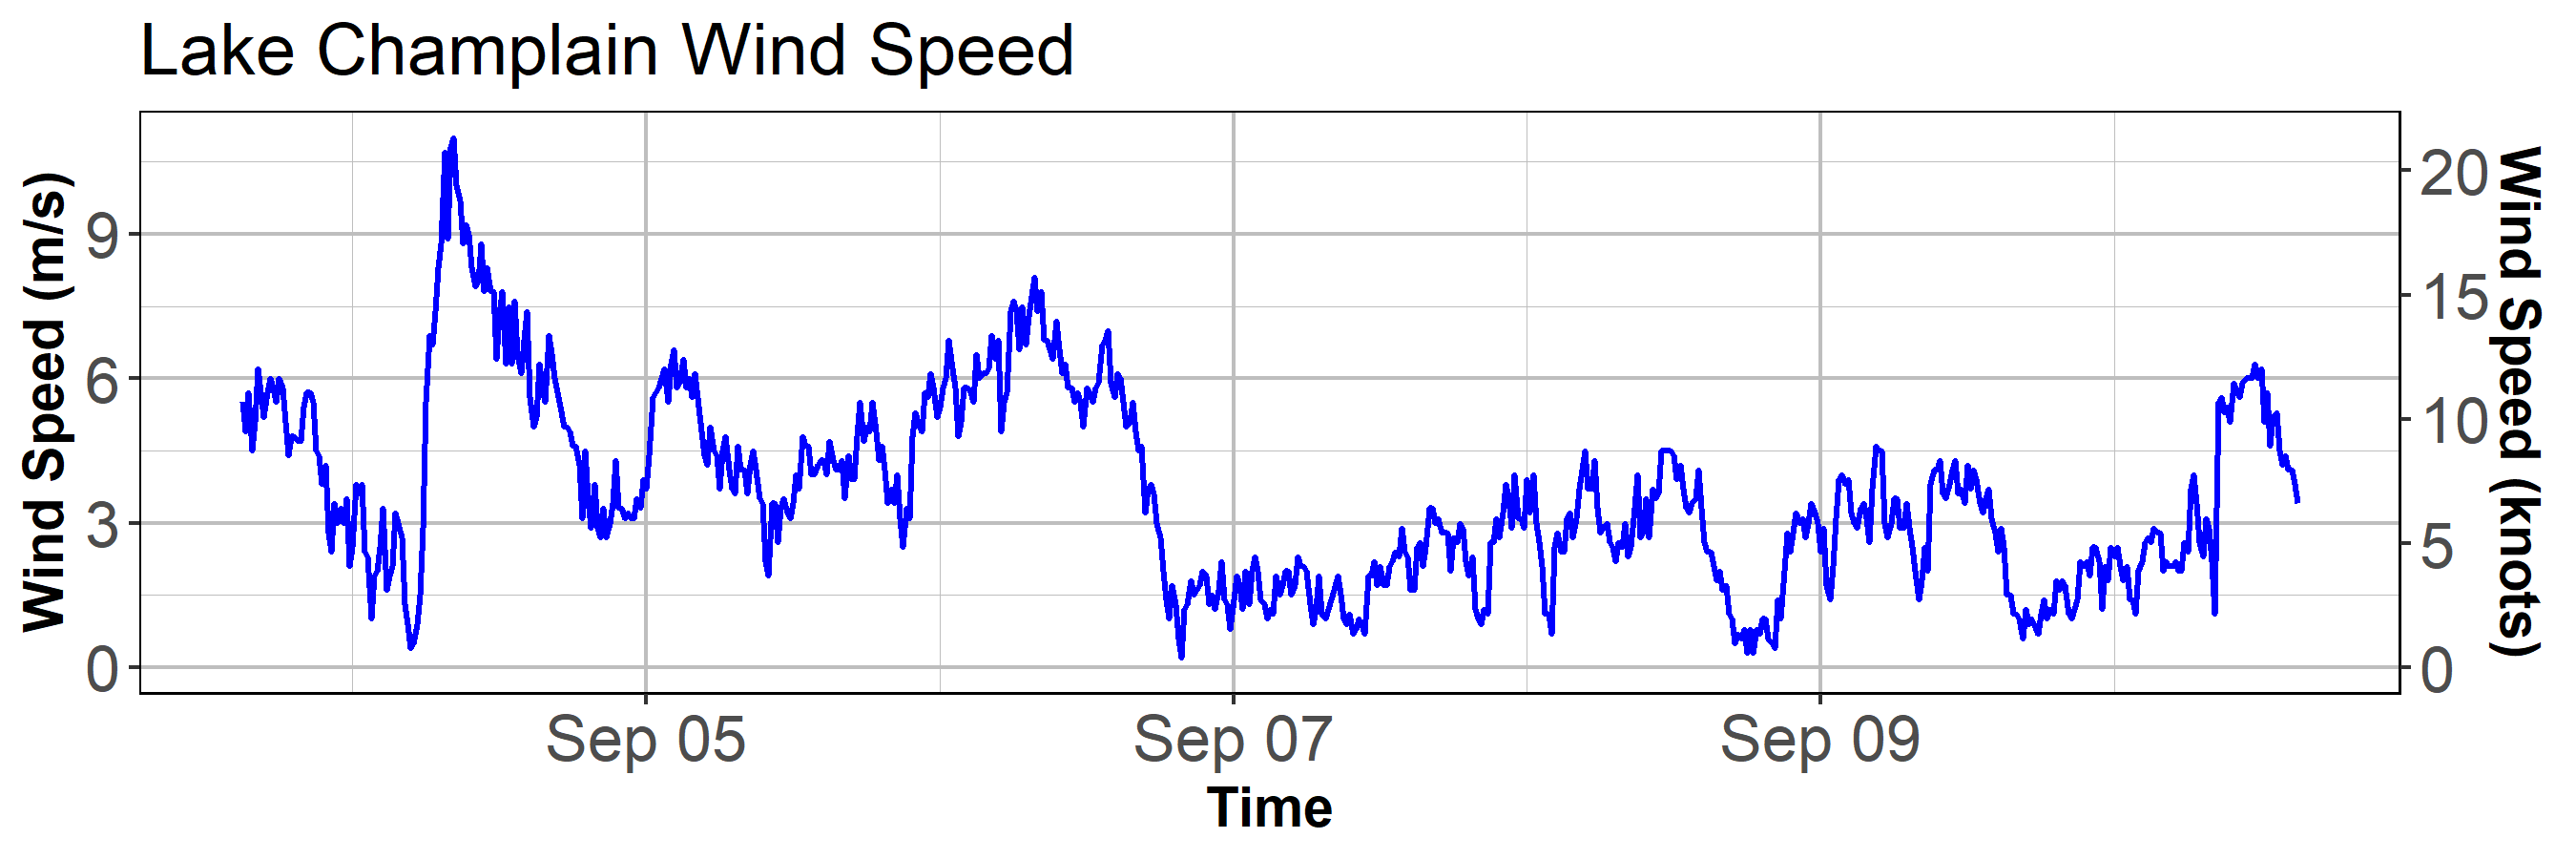 Lake Champlain Wind Speed
Wind Speed (m/s)
9
6
3
0
20
15
10
5
0
Wind Speed (knots)
Sep 05
Sep 07
Sep 09
Time